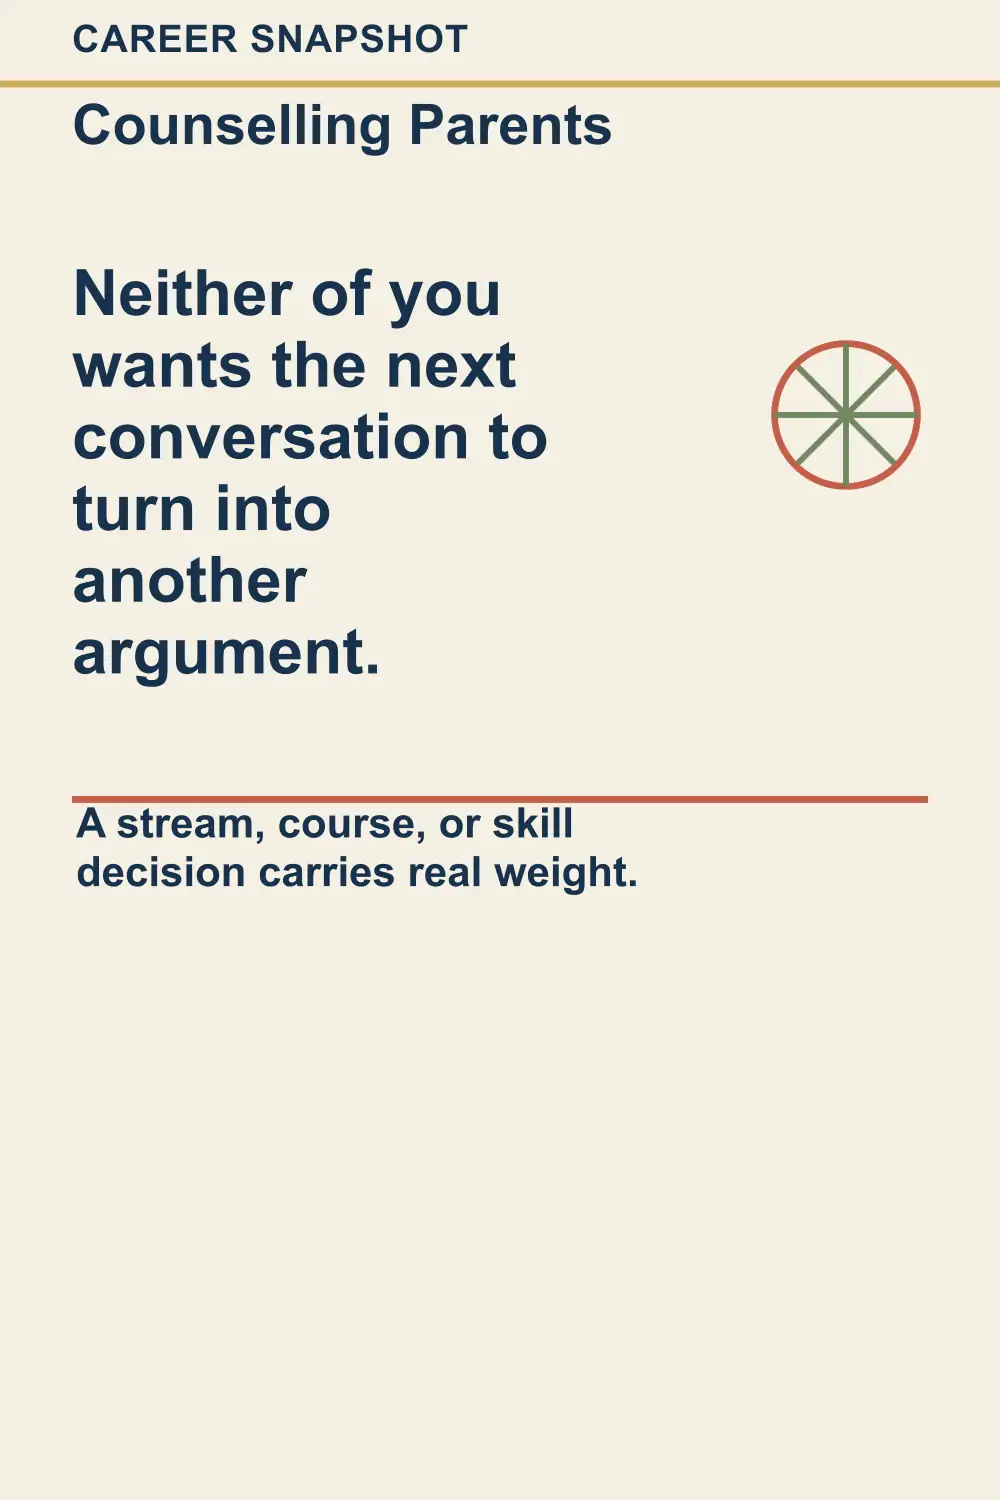 CAREER SNAPSHOT
Counselling Parents
Neither of you
wants the next
conversation to
turn into
another
argument.
A stream, course, or skill
decision carries real weight.